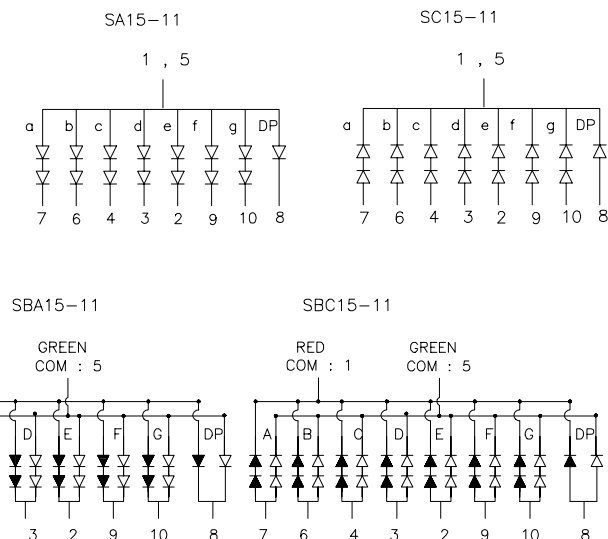 SA15-11
1 , 5
a b c d e f g DP
7 6 4 3 2 9 10 8
SC15-11
1 , 5
a b c d e f g DP
7 6 4 3 2 9 10 8
SBA15-11
GREEN
COM : 5
D E F G DP
3 2 9 10 8
SBC15-11
RED
COM : 1
GREEN
COM : 5
A B C D E F G DP
7 6 4 3 2 9 10 8